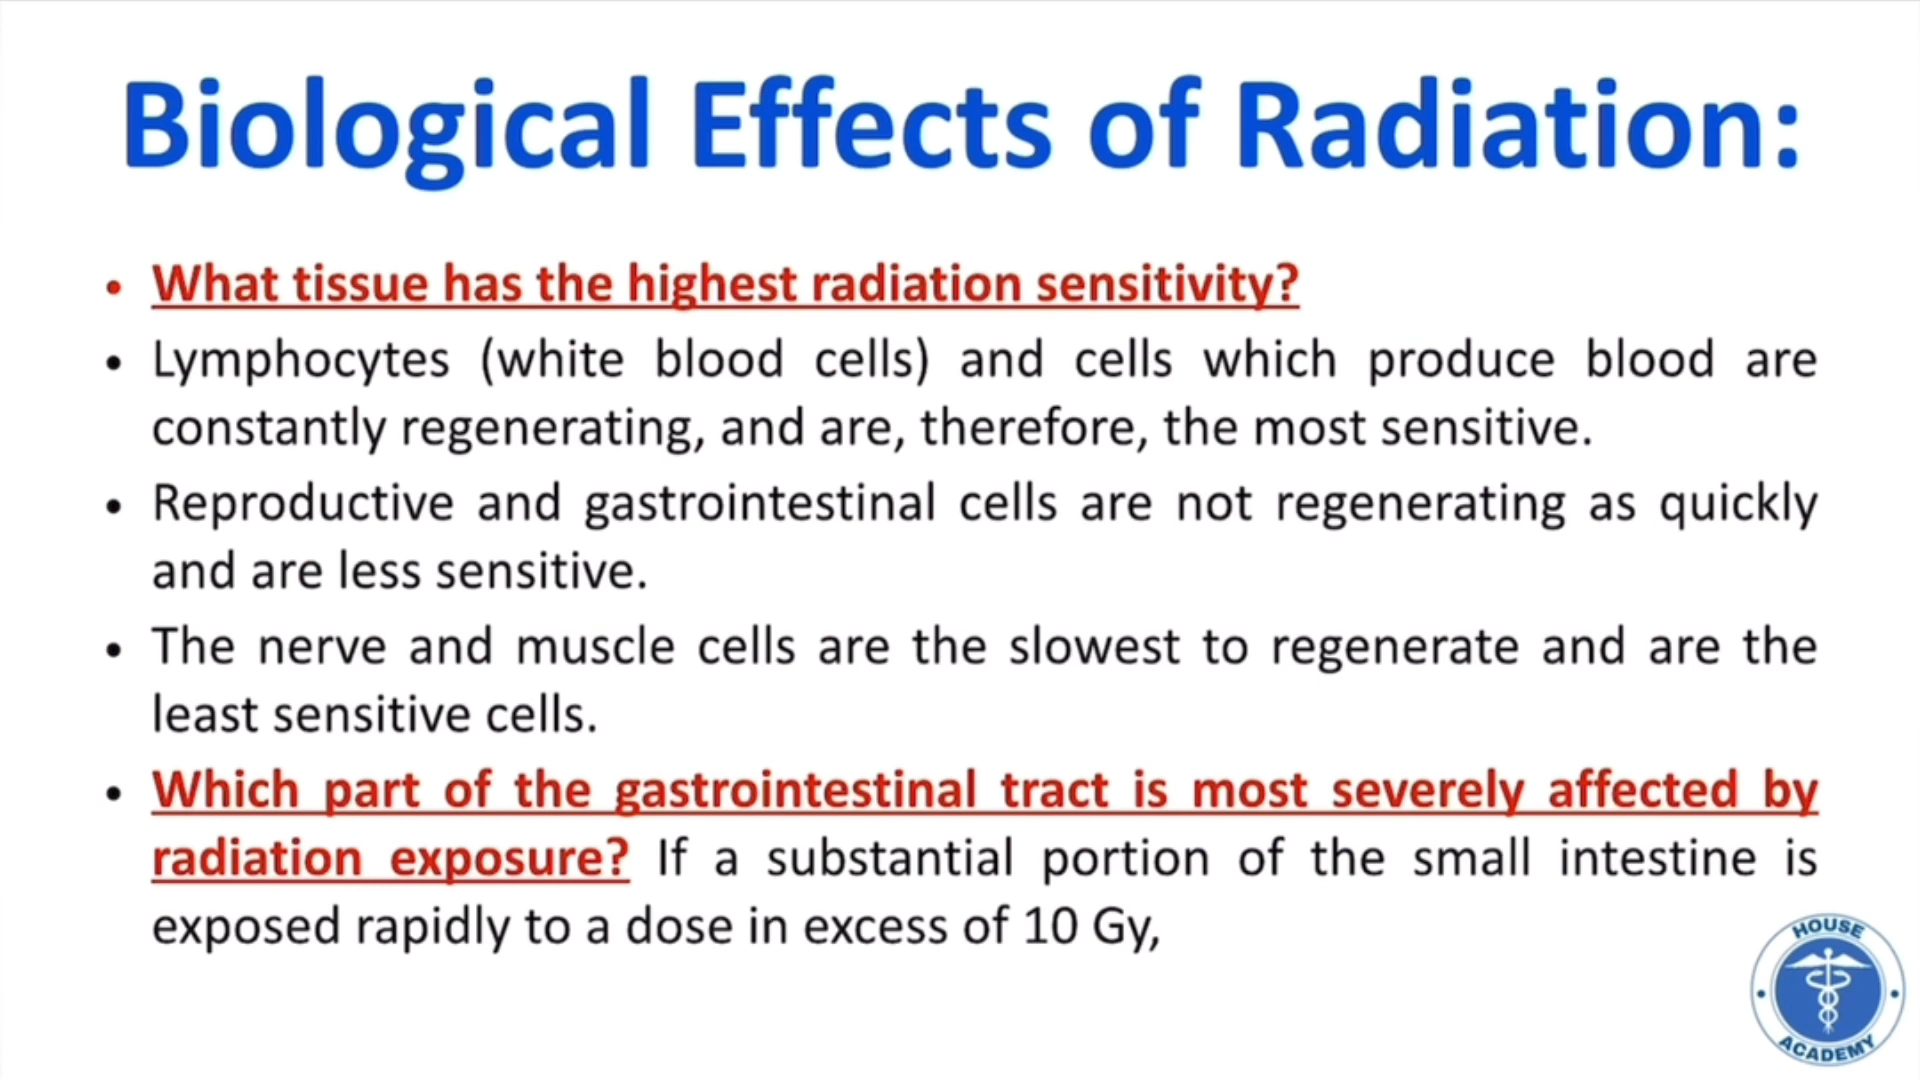 Biological Effects of Radiation:
• What tissue has the highest radiation sensitivity?
• Lymphocytes (white blood cells) and cells which produce blood are
constantly regenerating, and are, therefore, the most sensitive.
• Reproductive and gastrointestinal cells are not regenerating as quickly
and are less sensitive.
• The nerve and muscle cells are the slowest to regenerate and are the
least sensitive cells.
• Which part of the gastrointestinal tract is most severely affected by
radiation exposure? If a substantial portion of the small intestine is
exposed rapidly to a dose in excess of 10 Gy,
HOUSE
ACADEMY